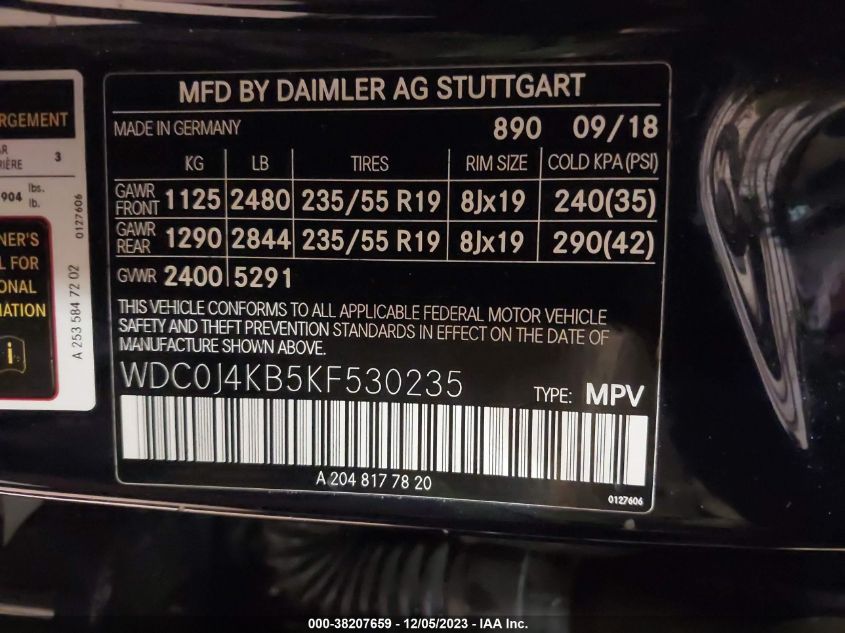 RGEMENT
3
904 lbs.
lb.
0127606
A 253 584 72 02
NER'S
L FOR
ONAL
MATION
MFD BY DAIMLER AG STUTTGART
MADE IN GERMANY 890 09/18
KG LB TIRES RIM SIZE COLD KPA(PSI)
GAWR FRONT 1125 2480 235/55 R19 8Jx19 240(35)
GAWR REAR 1290 2844 235/55 R19 8Jx19 290(42)
GVWR 2400 5291
THIS VEHICLE CONFORMS TO ALL APPLICABLE FEDERAL MOTOR VEHICLE
SAFETY AND THEFT PREVENTION STANDARDS IN EFFECT ON THE DATE OF
MANUFACTURE SHOWN ABOVE.
WDC0J4KB5KF530235 TYPE: MPV
A 204 817 78 20
0127606
000-38207659 - 12/05/2023 - IAA Inc.